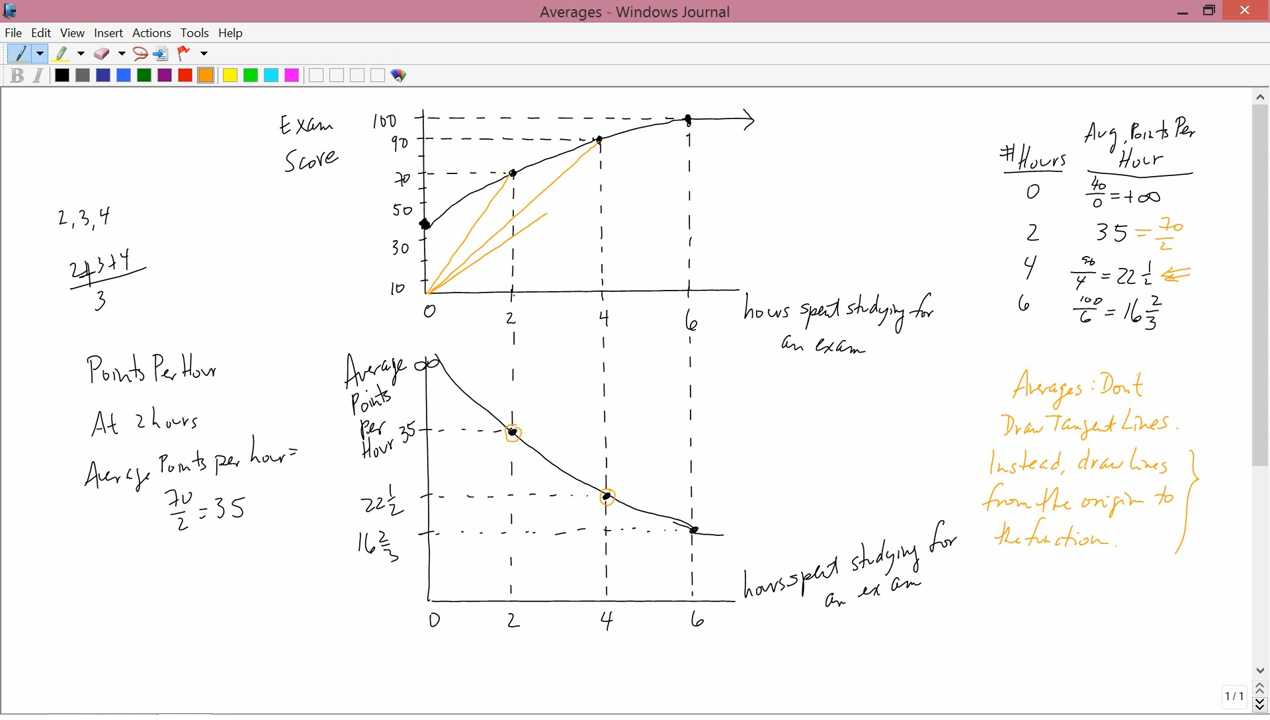 Averages - Windows Journal
File Edit View Insert Actions Tools Help
B I
Exam
Score
100
90
70
50
30
10
0 2 4 6
hours spent studying for
an exam
2, 3, 4
2+3+4
3
Points Per Hour
At 2 hours
Average Points per hour =
70
2
= 35
Average
Points
Per
Hour
∞
35
22 1/2
16 2/3
0 2 4 6
hours spent studying for
an exam
# Hours Avg. Points Per
Hour
0 40/0 = +∞
2 35 = 70/2
4 90/4 = 22 1/2
6 100/6 = 16 2/3
Averages: Dont
Draw Tangent Lines.
Instead, draw lines
from the origin to
the function.
1 / 1